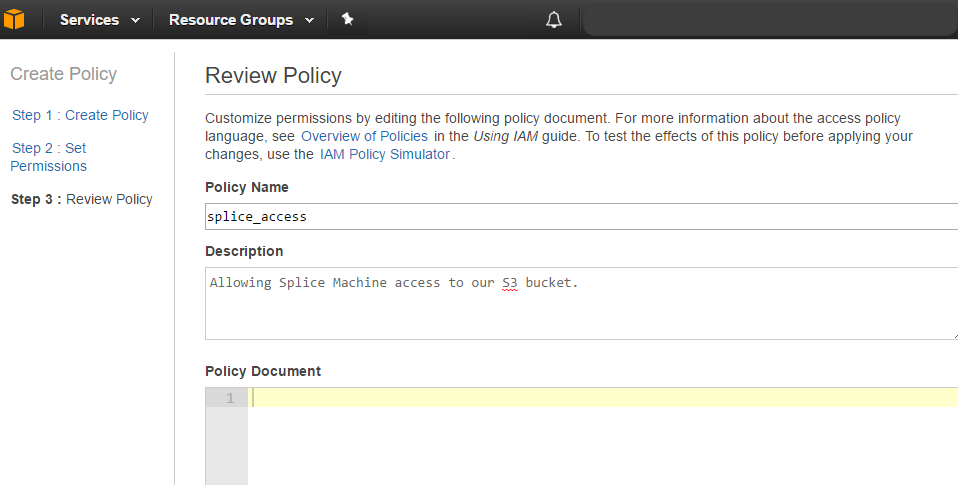 Services Resource Groups
Create Policy
Step 1 : Create Policy
Step 2 : Set
Permissions
Step 3 : Review Policy
Review Policy
Customize permissions by editing the following policy document. For more information about the access policy
language, see Overview of Policies in the Using IAM guide. To test the effects of this policy before applying your
changes, use the IAM Policy Simulator.
Policy Name
splice_access
Description
Allowing Splice Machine access to our S3 bucket.
Policy Document
1